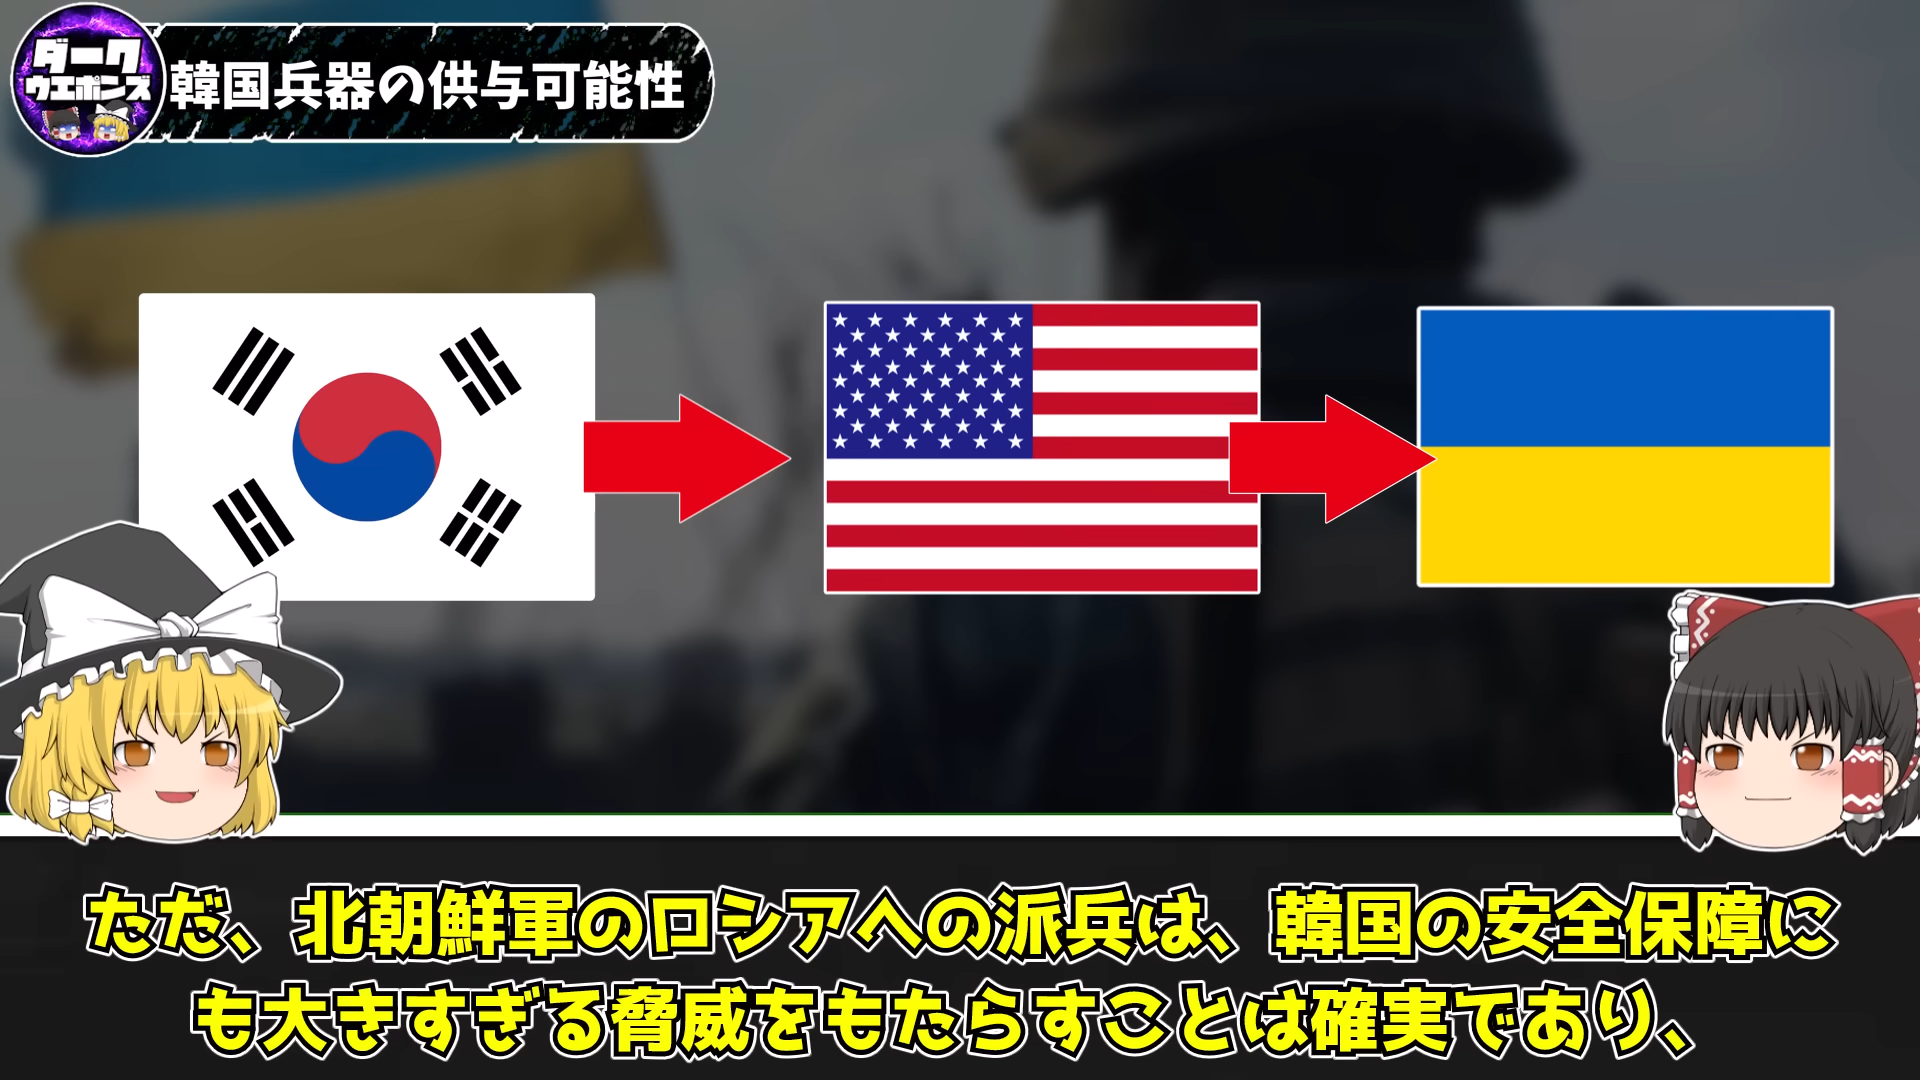 ダーク
ウエポンズ
韓国兵器の供与可能性
ただ、北朝鮮軍のロシアへの派兵は、韓国の安全保障に
も大きすぎる脅威をもたらすことは確実であり、